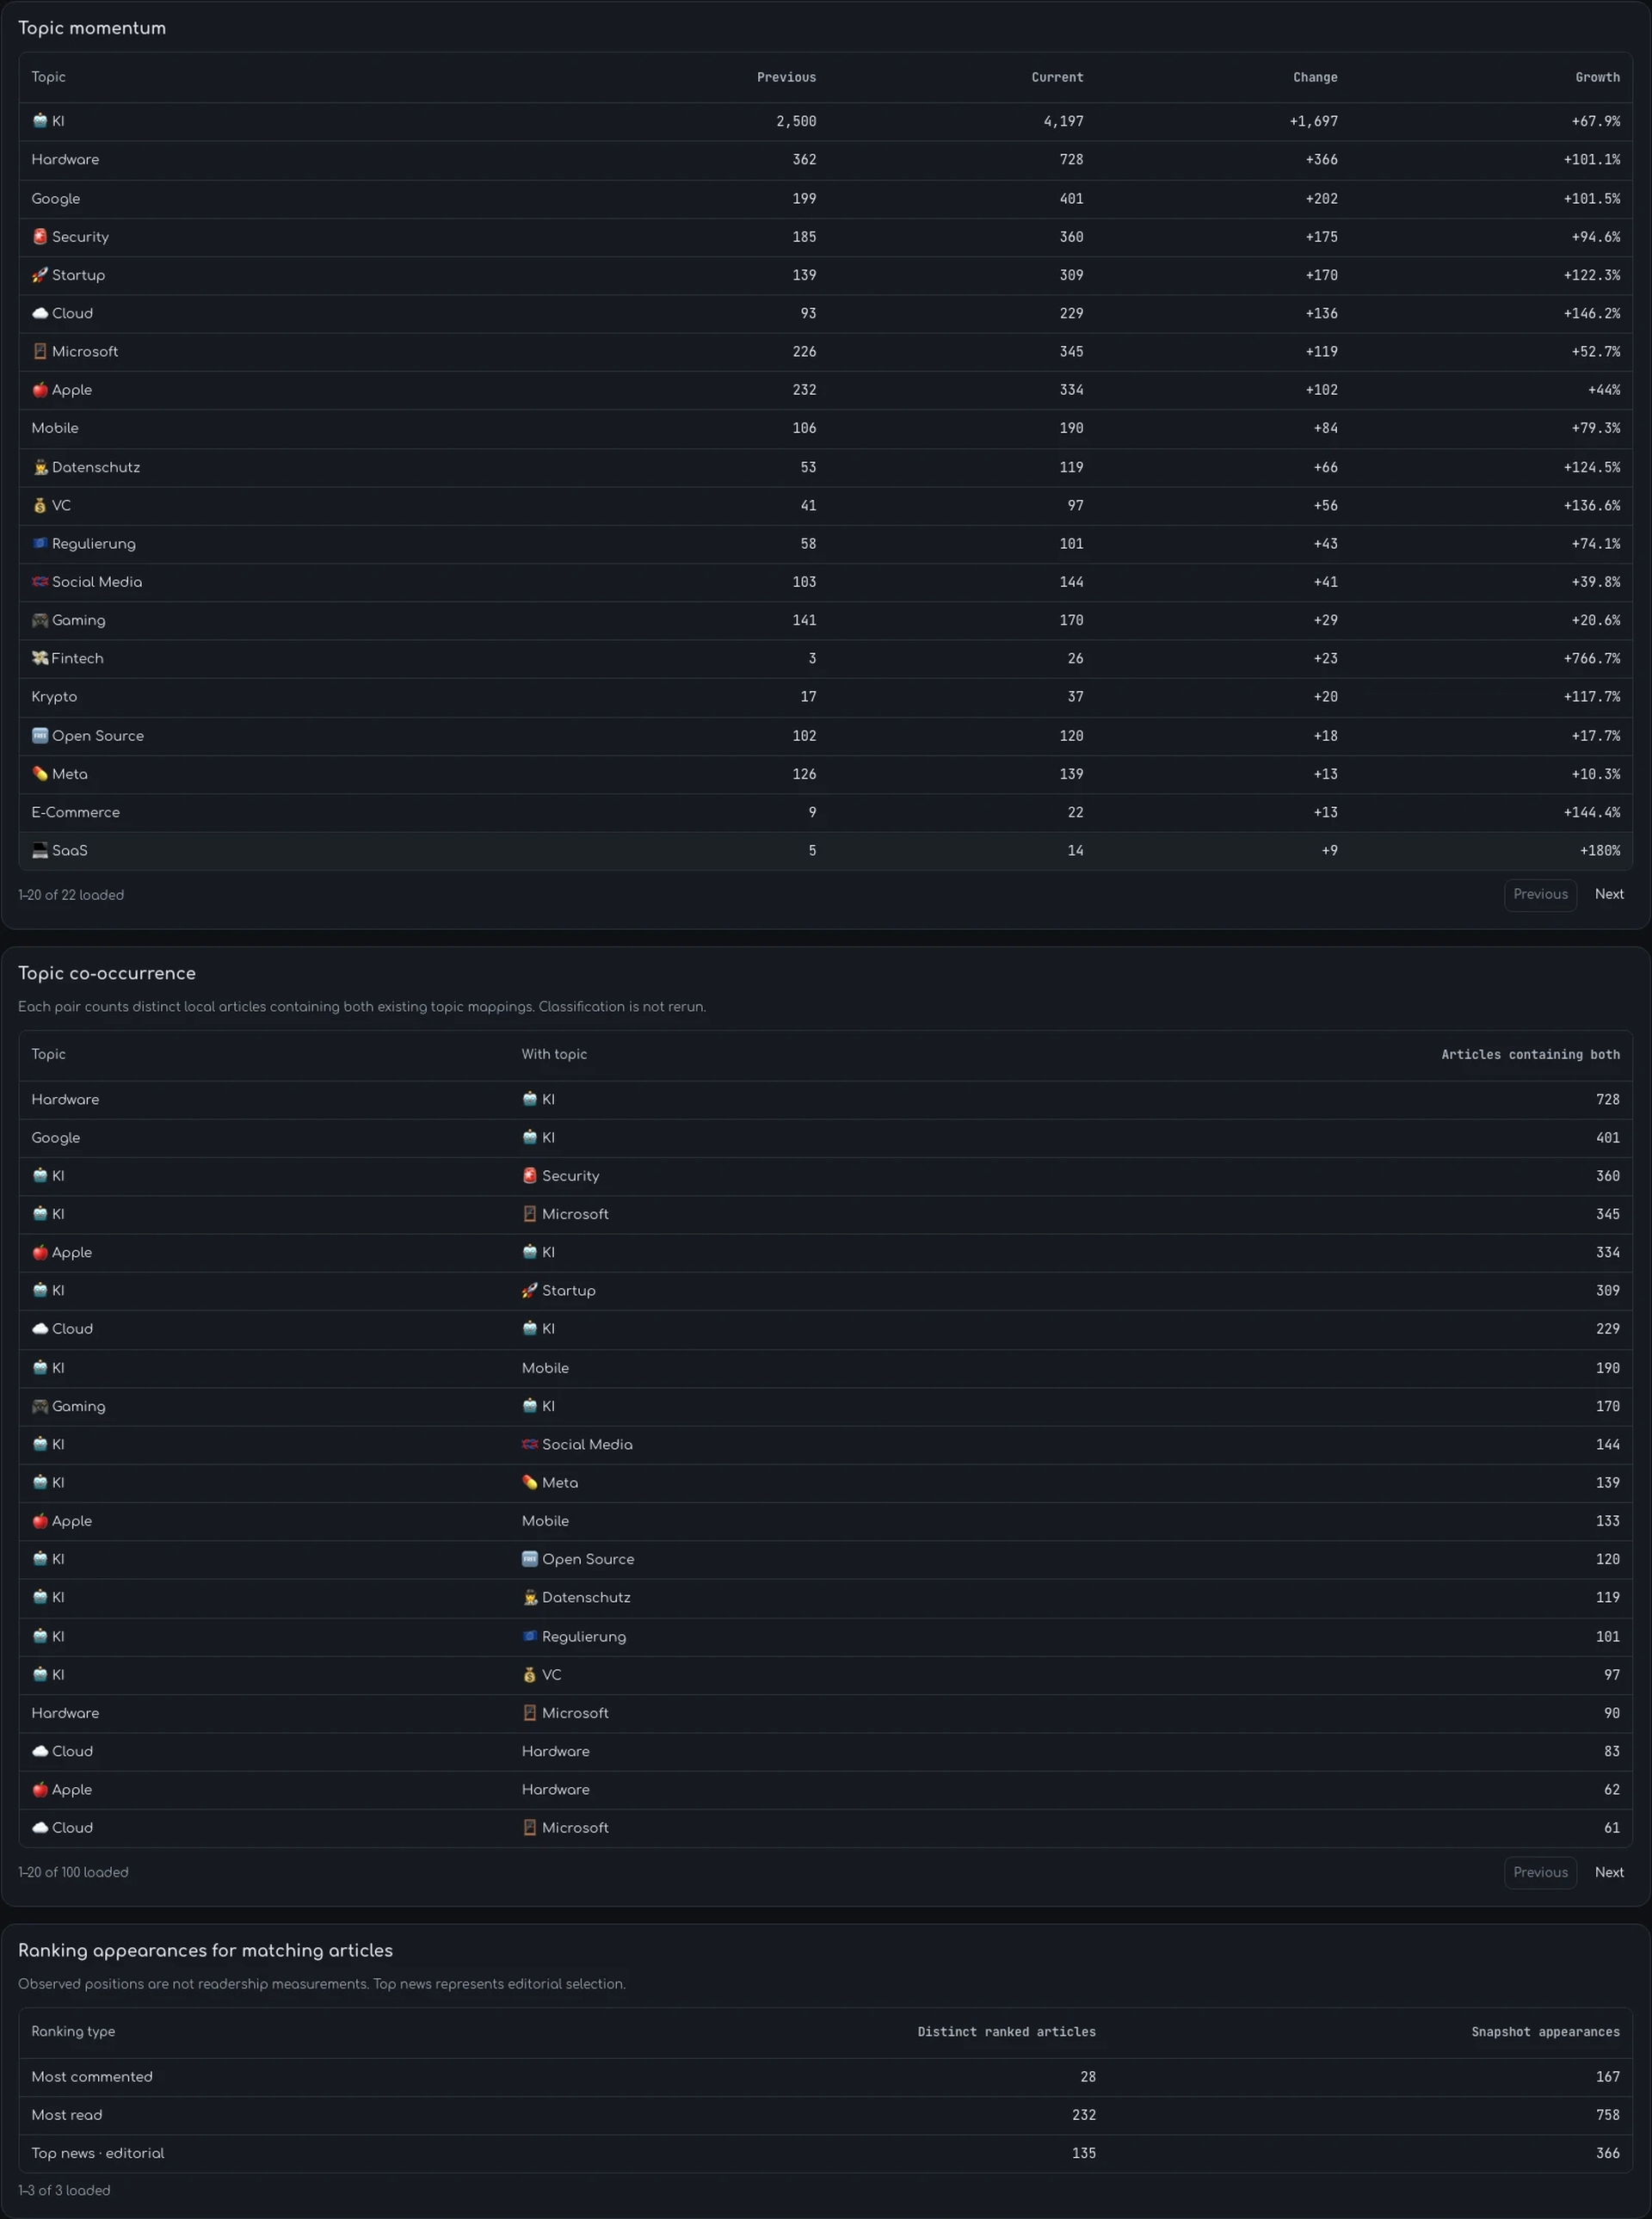 Topic momentum
Topic Previous Current Change Growth
🤖 KI 2,500 4,197 +1,697 +67.9%
Hardware 362 728 +366 +101.1%
Google 199 401 +202 +101.5%
🚨 Security 185 360 +175 +94.6%
🚀 Startup 139 309 +170 +122.3%
☁️ Cloud 93 229 +136 +146.2%
🪟 Microsoft 226 345 +119 +52.7%
🍎 Apple 232 334 +102 +44%
Mobile 106 190 +84 +79.3%
🕵️ Datenschutz 53 119 +66 +124.5%
💰 VC 41 97 +56 +136.6%
🇪🇺 Regulierung 58 101 +43 +74.1%
Social Media 103 144 +41 +39.8%
🎮 Gaming 141 170 +29 +20.6%
💸 Fintech 3 26 +23 +766.7%
Krypto 17 37 +20 +117.7%
🆓 Open Source 102 120 +18 +17.7%
💊 Meta 126 139 +13 +10.3%
E-Commerce 9 22 +13 +144.4%
💻 SaaS 5 14 +9 +180%
1–20 of 22 loaded Previous Next
Topic co-occurrence
Each pair counts distinct local articles containing both existing topic mappings. Classification is not rerun.
Topic With topic Articles containing both
Hardware 🤖 KI 728
Google 🤖 KI 401
🤖 KI 🚨 Security 360
🤖 KI 🪟 Microsoft 345
🍎 Apple 🤖 KI 334
🤖 KI 🚀 Startup 309
☁️ Cloud 🤖 KI 229
🤖 KI Mobile 190
🎮 Gaming 🤖 KI 170
🤖 KI Social Media 144
🤖 KI 💊 Meta 139
🍎 Apple Mobile 133
🤖 KI 🆓 Open Source 120
🤖 KI 🕵️ Datenschutz 119
🤖 KI 🇪🇺 Regulierung 101
🤖 KI 💰 VC 97
Hardware 🪟 Microsoft 90
☁️ Cloud Hardware 83
🍎 Apple Hardware 62
☁️ Cloud 🪟 Microsoft 61
1–20 of 100 loaded Previous Next
Ranking appearances for matching articles
Observed positions are not readership measurements. Top news represents editorial selection.
Ranking type Distinct ranked articles Snapshot appearances
Most commented 28 167
Most read 232 758
Top news · editorial 135 366
1–3 of 3 loaded